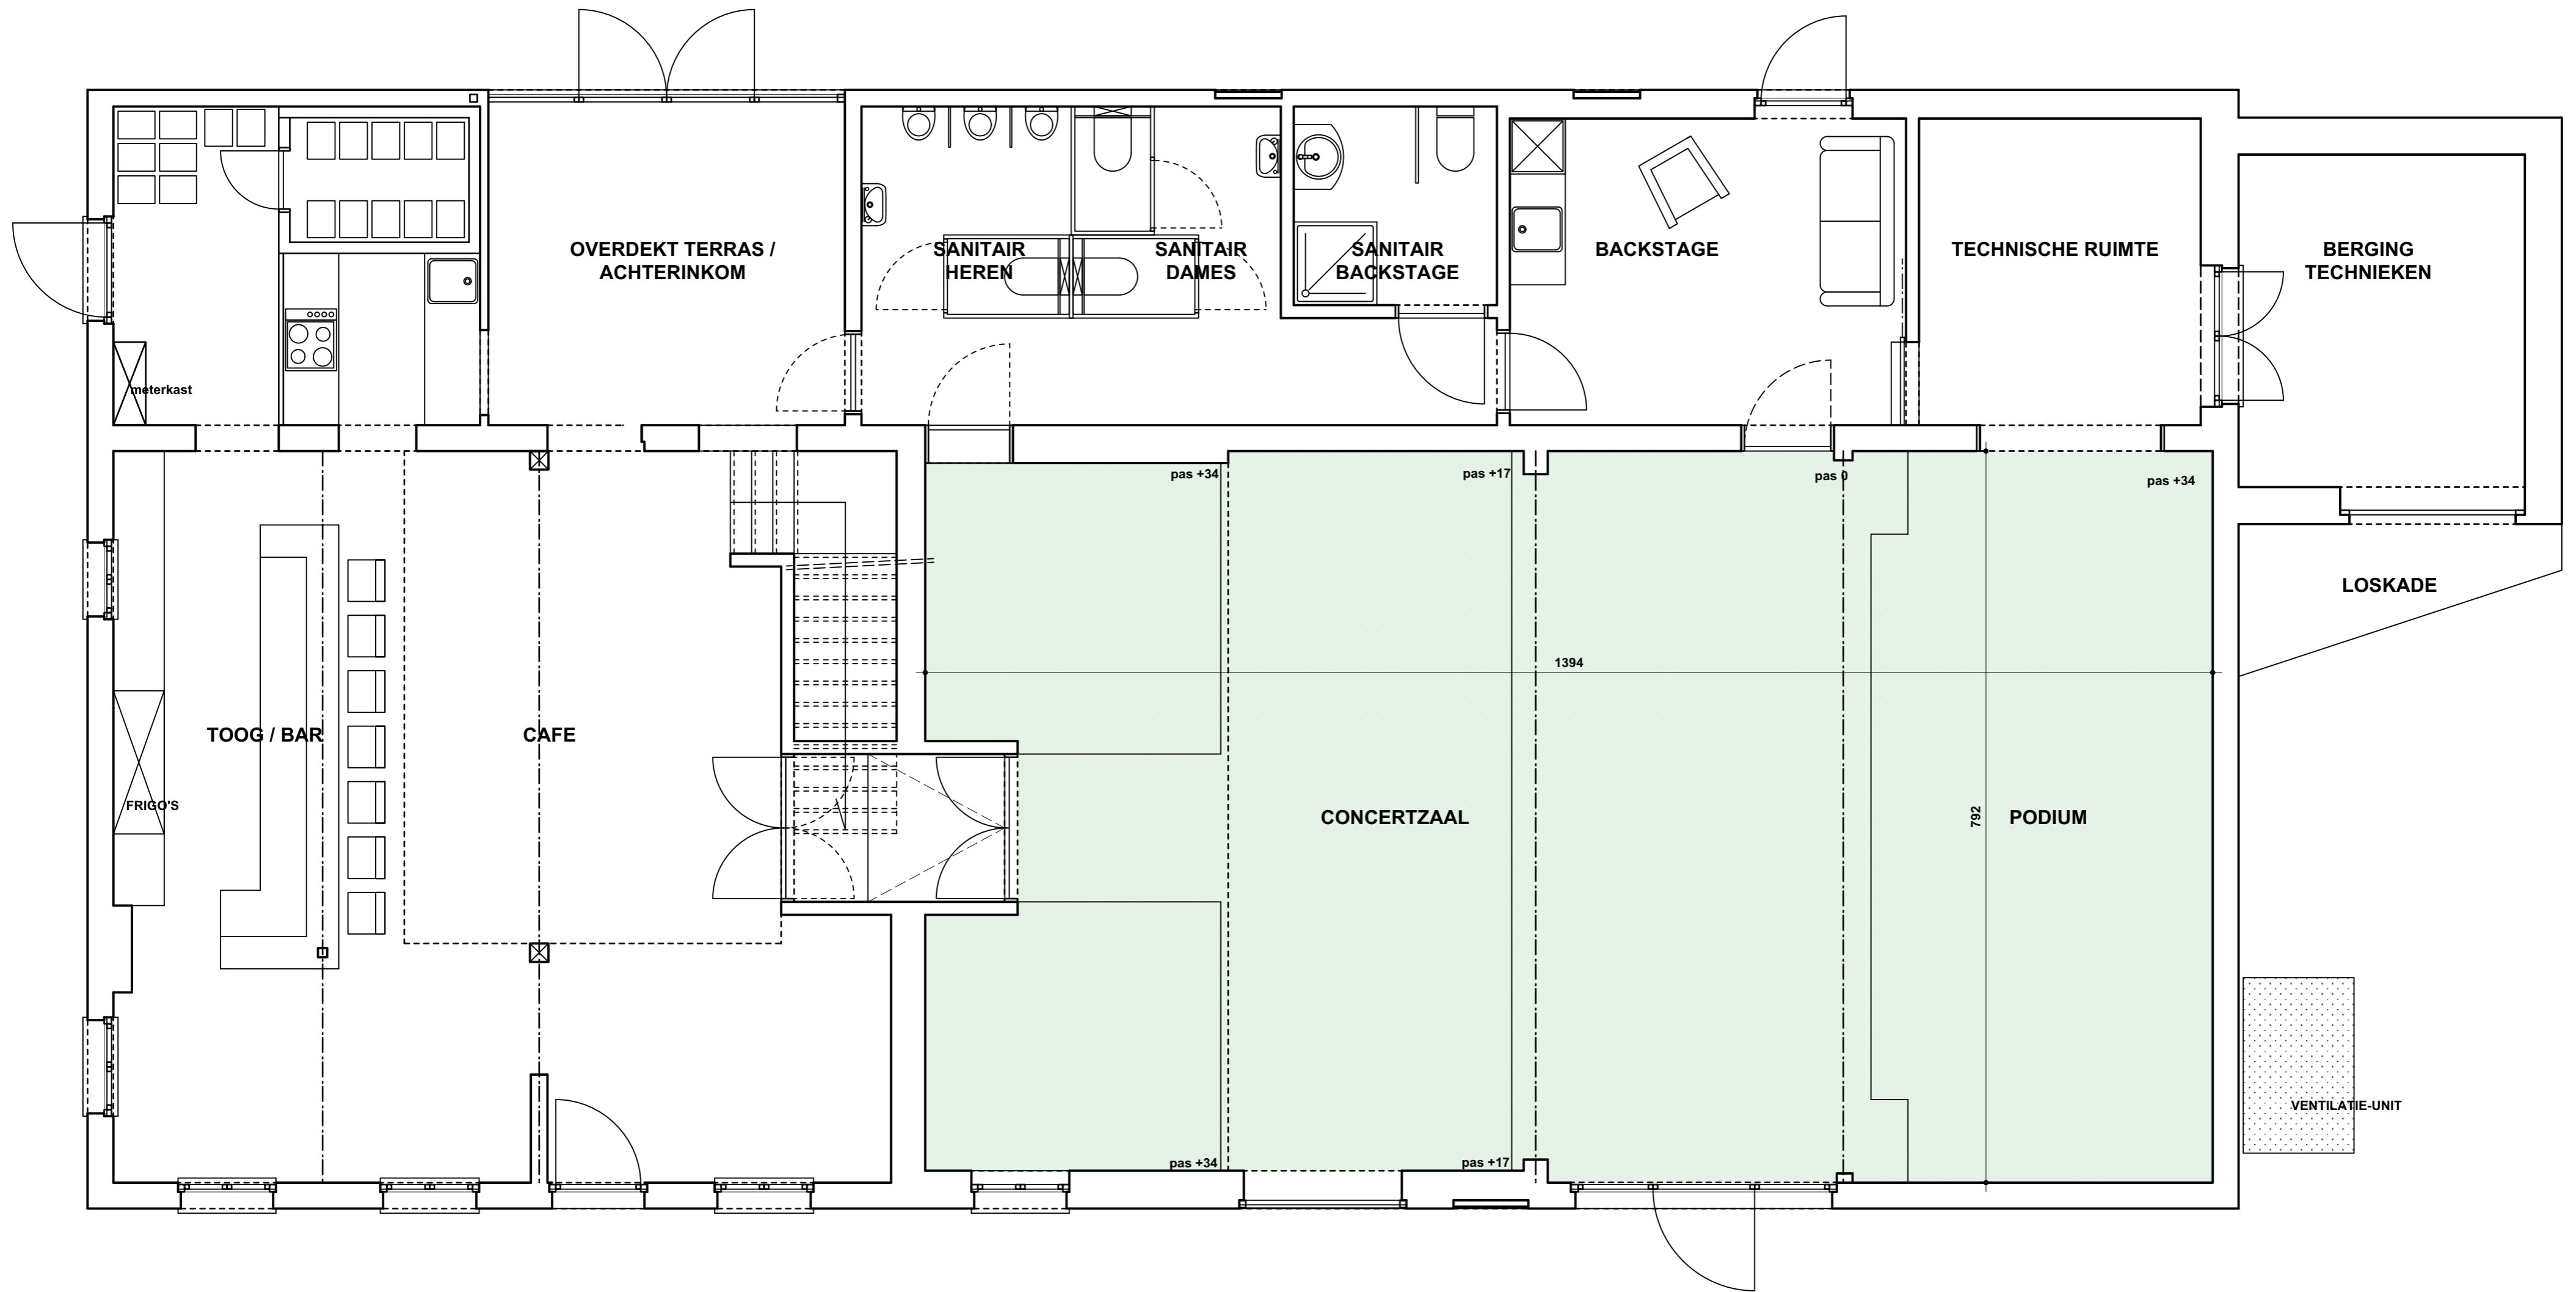 OVERDEKT TERRAS /
ACHTERINKOM
SANITAIR
HEREN
SANITAIR
DAMES
SANITAIR
BACKSTAGE
BACKSTAGE
TECHNISCHE RUIMTE
BERGING
TECHNIEKEN
meterkast
pas +34
pas +17
pas 0
pas +34
LOSKADE
1394
TOOG / BAR
CAFE
FRIGO'S
CONCERTZAAL
792
PODIUM
VENTILATIE-UNIT
pas +34
pas +17